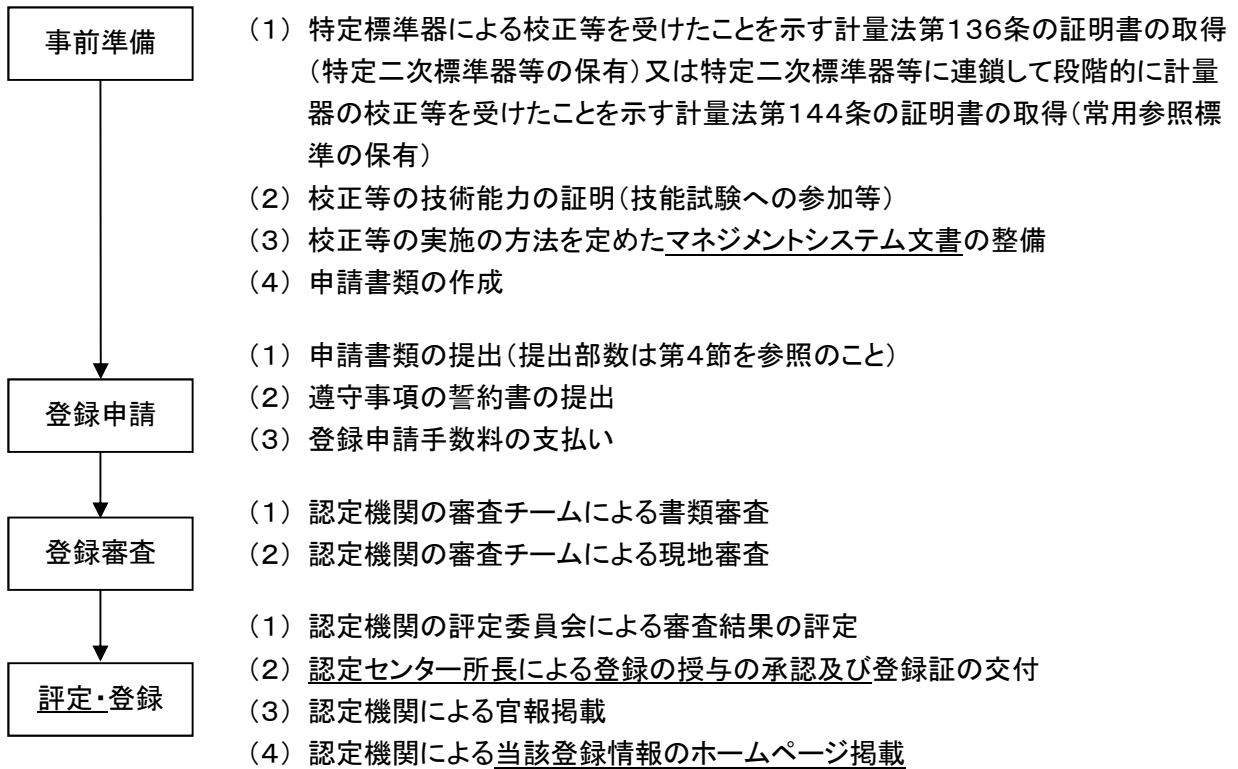 事前準備
（１） 特定標準器による校正等を受けたことを示す計量法第１３６条の証明書の取得
（特定二次標準器等の保有）又は特定二次標準器等に連鎖して段階的に計量
器の校正等を受けたことを示す計量法第１４４条の証明書の取得（常用参照標
準の保有）
（２） 校正等の技術能力の証明（技能試験への参加等）
（３） 校正等の実施の方法を定めたマネジメントシステム文書の整備
（４） 申請書類の作成
登録申請
（１） 申請書類の提出（提出部数は第４節を参照のこと）
（２） 遵守事項の誓約書の提出
（３） 登録申請手数料の支払い
登録審査
（１） 認定機関の審査チームによる書類審査
（２） 認定機関の審査チームによる現地審査
評定・登録
（１） 認定機関の評定委員会による審査結果の評定
（２） 認定センター所長による登録の授与の承認及び登録証の交付
（３） 認定機関による官報掲載
（４） 認定機関による当該登録情報のホームページ掲載